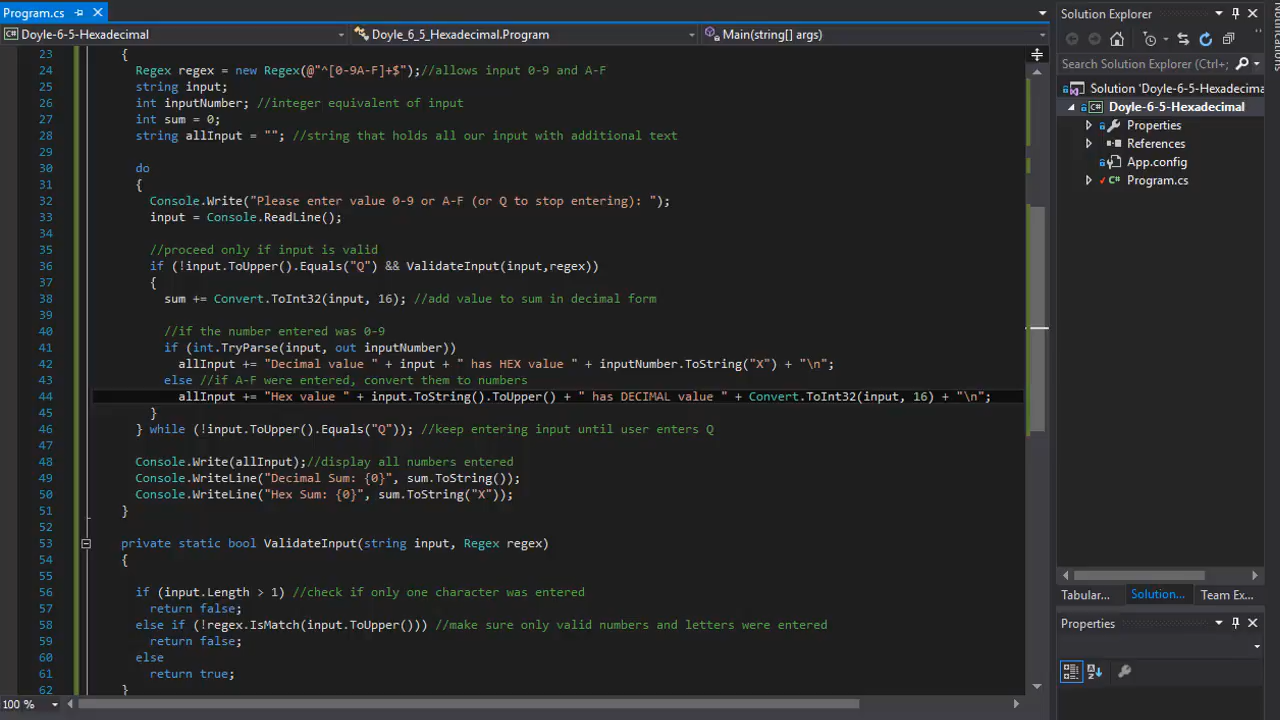 Program.cs
Doyle-6-5-Hexadecimal
Doyle_6_5_Hexadecimal.Program
Main(string[] args)
23 {
24 Regex regex = new Regex(@"^[0-9A-F]+$");//allows input 0-9 and A-F
25 string input;
26 int inputNumber; //integer equivalent of input
27 int sum = 0;
28 string allInput = ""; //string that holds all our input with additional text
29
30 do
31 {
32 Console.Write("Please enter value 0-9 or A-F (or Q to stop entering): ");
33 input = Console.ReadLine();
34
35 //proceed only if input is valid
36 if (!input.ToUpper().Equals("Q") && ValidateInput(input,regex))
37 {
38 sum += Convert.ToInt32(input, 16); //add value to sum in decimal form
39
40 //if the number entered was 0-9
41 if (int.TryParse(input, out inputNumber))
42 allInput += "Decimal value " + input + " has HEX value " + inputNumber.ToString("X") + "\n";
43 else //if A-F were entered, convert them to numbers
44 allInput += "Hex value " + input.ToString().ToUpper() + " has DECIMAL value " + Convert.ToInt32(input, 16) + "\n";
45 }
46 } while (!input.ToUpper().Equals("Q")); //keep entering input until user enters Q
47
48 Console.Write(allInput);//display all numbers entered
49 Console.WriteLine("Decimal Sum: {0}", sum.ToString());
50 Console.WriteLine("Hex Sum: {0}", sum.ToString("X"));
51 }
52
53 private static bool ValidateInput(string input, Regex regex)
54 {
55
56 if (input.Length > 1) //check if only one character was entered
57 return false;
58 else if (!regex.IsMatch(input.ToUpper())) //make sure only valid numbers and letters were entered
59 return false;
60 else
61 return true;
62 }
100 %
Solution Explorer
Search Solution Explorer (Ctrl+;
Solution 'Doyle-6-5-Hexadecimal
Doyle-6-5-Hexadecimal
Properties
References
App.config
Program.cs
Tabular...
Solution...
Team Ex...
Properties
Notifications